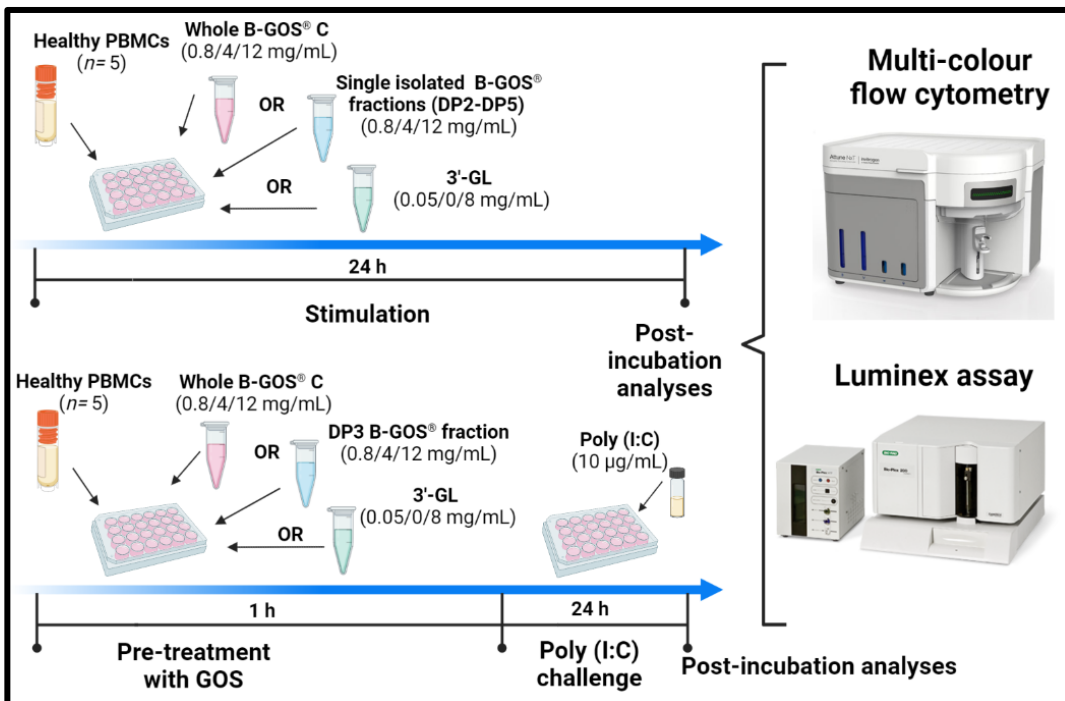 Healthy PBMCs
(n= 5)
Whole B-GOS® C
(0.8/4/12 mg/mL)
OR
Single isolated B-GOS®
fractions (DP2-DP5)
(0.8/4/12 mg/mL)
OR
3'-GL
(0.05/0/8 mg/mL)
24 h
Stimulation
Healthy PBMCs
(n= 5)
Whole B-GOS® C
(0.8/4/12 mg/mL)
OR
DP3 B-GOS® fraction
(0.8/4/12 mg/mL)
OR
3'-GL
(0.05/0/8 mg/mL)
Poly (I:C)
(10 µg/mL)
1 h
24 h
Pre-treatment
with GOS
Poly (I:C)
challenge
Post-incubation analyses
Post-
incubation
analyses
Multi-colour
flow cytometry
Attune NxT
Luminex assay
BIO-RAD